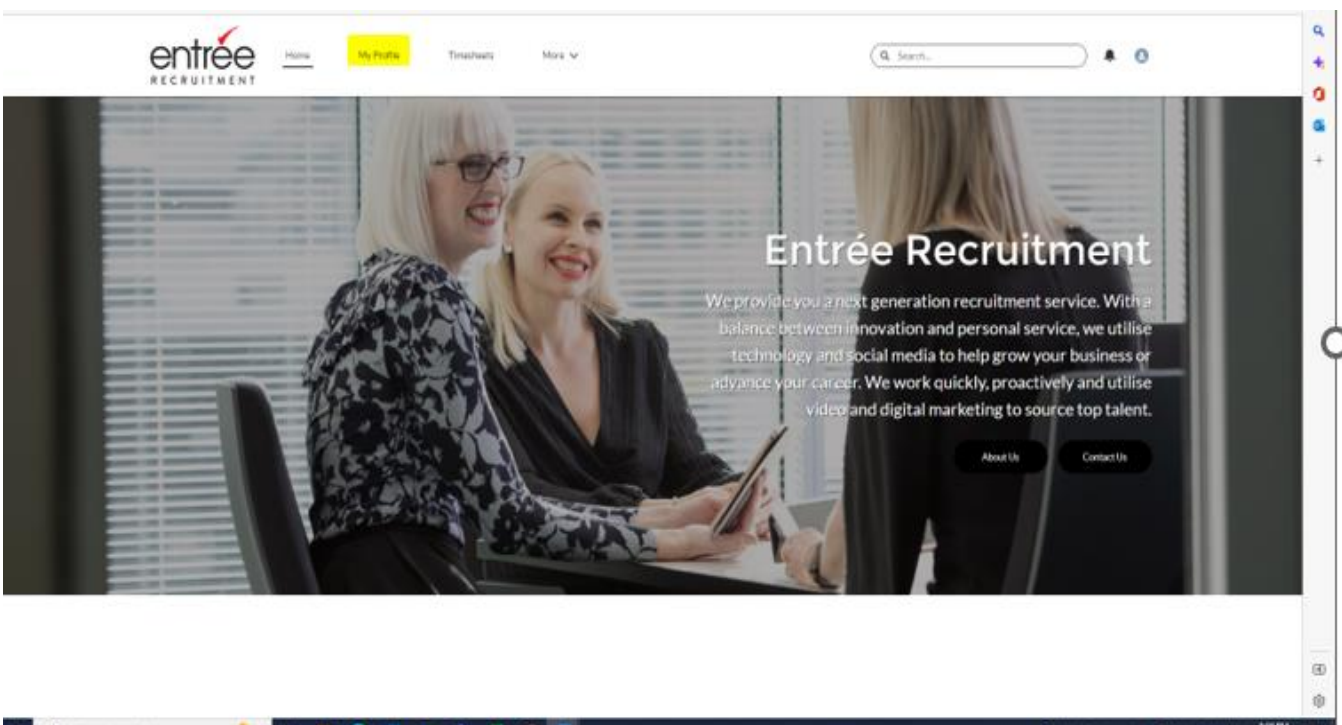 entrée
RECRUITMENT
Home
My Profile
Timesheets
More
Search...
Entrée Recruitment
We provide you a next generation recruitment service. With a
balance between innovation and personal service, we utilise
technology and social media to help grow your business or
advance your career. We work quickly, proactively and utilise
video and digital marketing to source top talent.
About Us
Contact Us